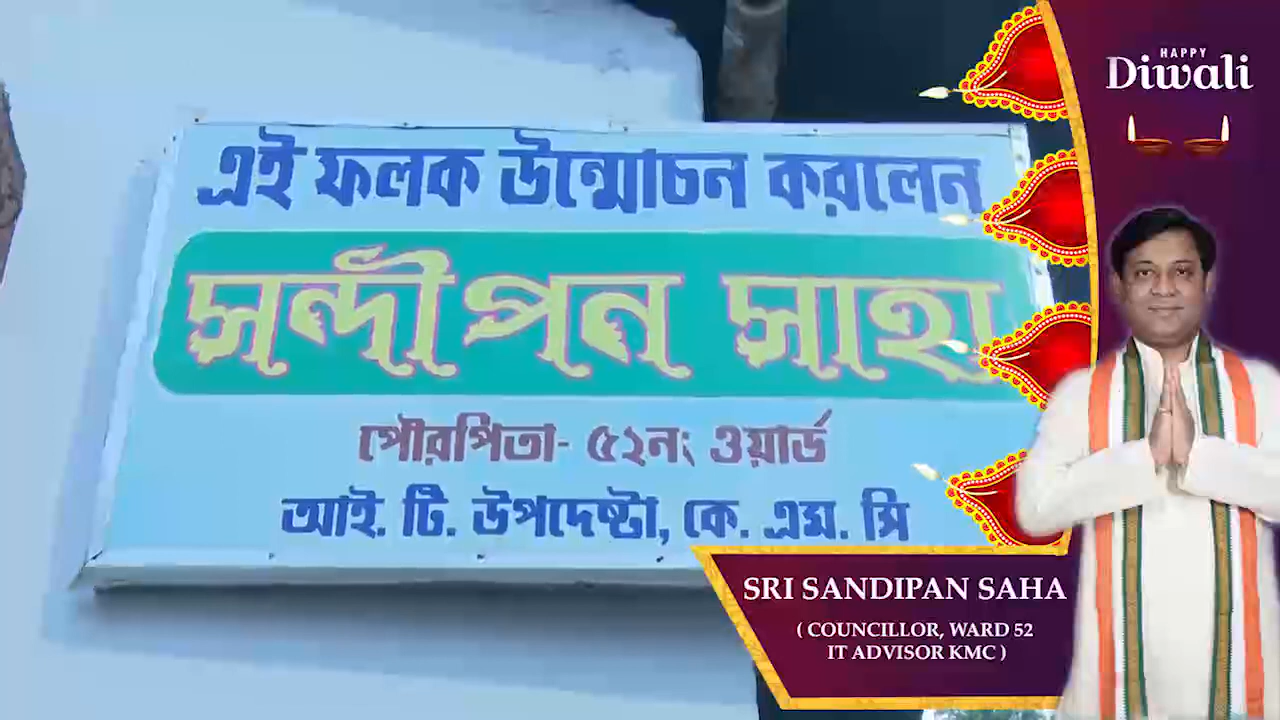 এই ফলক উন্মোচন করলেন
সন্দীপন সাহা
পৌরপিতা- ৫২নং ওয়ার্ড
আই. টি. উপদেষ্টা, কে. এম. সি
HAPPY
Diwali
SRI SANDIPAN SAHA
( COUNCILLOR, WARD 52
IT ADVISOR KMC )